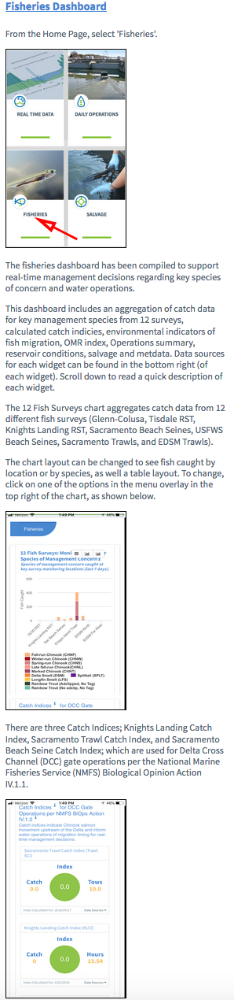 Fisheries Dashboard
From the Home Page, select 'Fisheries'.
REAL TIME DATA
DAILY OPERATIONS
FISHERIES
SALVAGE
The fisheries dashboard has been compiled to support
real-time management decisions regarding key species
of concern and water operations.
This dashboard includes an aggregation of catch data
for key management species from 12 surveys,
calculated catch indicies, environmental indicators of
fish migration, OMR index, Operations summary,
reservoir conditions, salvage and metdata. Data sources
for each widget can be found in the bottom right (of
each widget). Scroll down to read a quick description of
each widget.
The 12 Fish Surveys chart aggregates catch data from 12
different fish surveys (Glenn-Colusa, Tisdale RST,
Knights Landing RST, Sacramento Beach Seines, USFWS
Beach Seines, Sacramento Trawls, and EDSM Trawls).
The chart layout can be changed to see fish caught by
location or by species, as well a table layout. To change,
click on one of the options in the menu overlay in the
top right of the chart, as shown below.
Verizon 1:49 PM 46%
Fisheries
12 Fish Surveys: Moni
Species of Management Concern
Species of management concern caught at
key survey monitoring locations (last 7 days).
Fish Caught
600
400
200
0
GCID RST
Knights Landing RST
Sac Beach Seines
Chipps Island Trawl
EDSM North
EDSM Far West
Fall-run Chinook (CHNF)
Winter-run Chinook (CHNW)
Spring-run Chinook (CHNS)
Late fall-run Chinook(CHNL)
Marked Chinook (CHNT)
Delta Smelt (DSM) Splittail (SPLT)
Longfin Smelt (LFS)
Rainbow Trout (Adclipped, No Tag)
Rainbow Trout (No adclip, No Tag)
Catch Indices i for DCC Gate
There are three Catch Indices; Knights Landing Catch
Index, Sacramento Trawl Catch Index, and Sacramento
Beach Seine Catch Index; which are used for Delta Cross
Channel (DCC) gate operations per the National Marine
Fisheries Service (NMFS) Biological Opinion Action
IV.1.1.
Verizon 1:49 PM 46%
Catch Indices i for DCC Gate
Operations per NMFS BiOps Action
IV.1.2 i
Catch indices indicate Chinook salmon
movement upstream of the Delta and inform
water operations of migration timing for real-
time management decisions.
Sacramento Trawl Catch Index (Trawl
SCI)
Index
Catch
0.0
0.0
Tows
10.0
Index Calculated For: 2018/04/27 Data Sources
Knights Landing Catch Index (KLCI)
Index
Catch
0
0.0
Hours
13.54
Index Calculated For: 4/23/2018 Data Sources